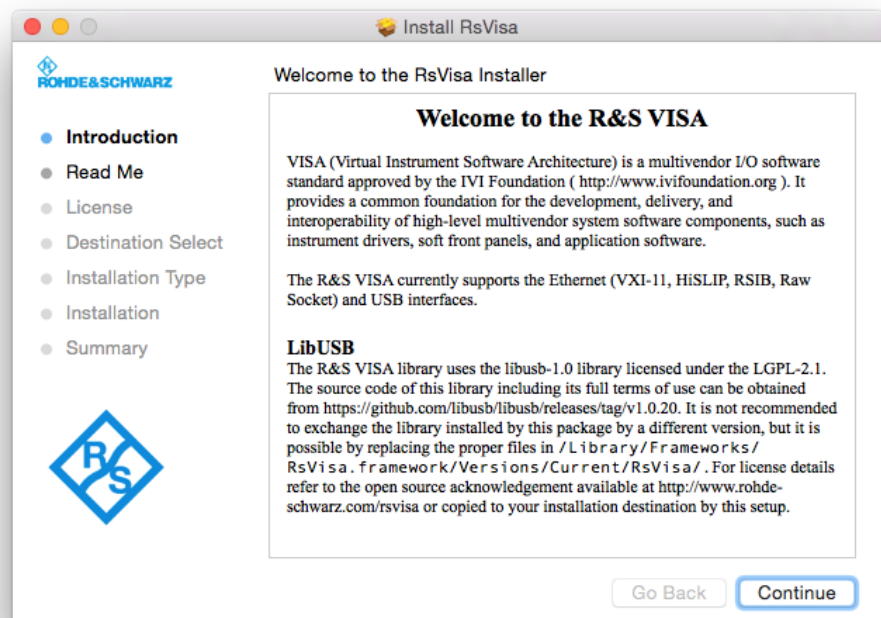 Install RsVisa
ROHDE&SCHWARZ
Welcome to the RsVisa Installer
Introduction
Read Me
License
Destination Select
Installation Type
Installation
Summary
Welcome to the R&S VISA
VISA (Virtual Instrument Software Architecture) is a multivendor I/O software
standard approved by the IVI Foundation ( http://www.ivifoundation.org ). It
provides a common foundation for the development, delivery, and
interoperability of high-level multivendor system software components, such as
instrument drivers, soft front panels, and application software.
The R&S VISA currently supports the Ethernet (VXI-11, HiSLIP, RSIB, Raw
Socket) and USB interfaces.
LibUSB
The R&S VISA library uses the libusb-1.0 library licensed under the LGPL-2.1.
The source code of this library including its full terms of use can be obtained
from https://github.com/libusb/libusb/releases/tag/v1.0.20. It is not recommended
to exchange the library installed by this package by a different version, but it is
possible by replacing the proper files in /Library/Frameworks/
RsVisa.framework/Versions/Current/RsVisa/.For license details
refer to the open source acknowledgement available at http://www.rohde-
schwarz.com/rsvisa or copied to your installation destination by this setup.
R
S
Go Back
Continue